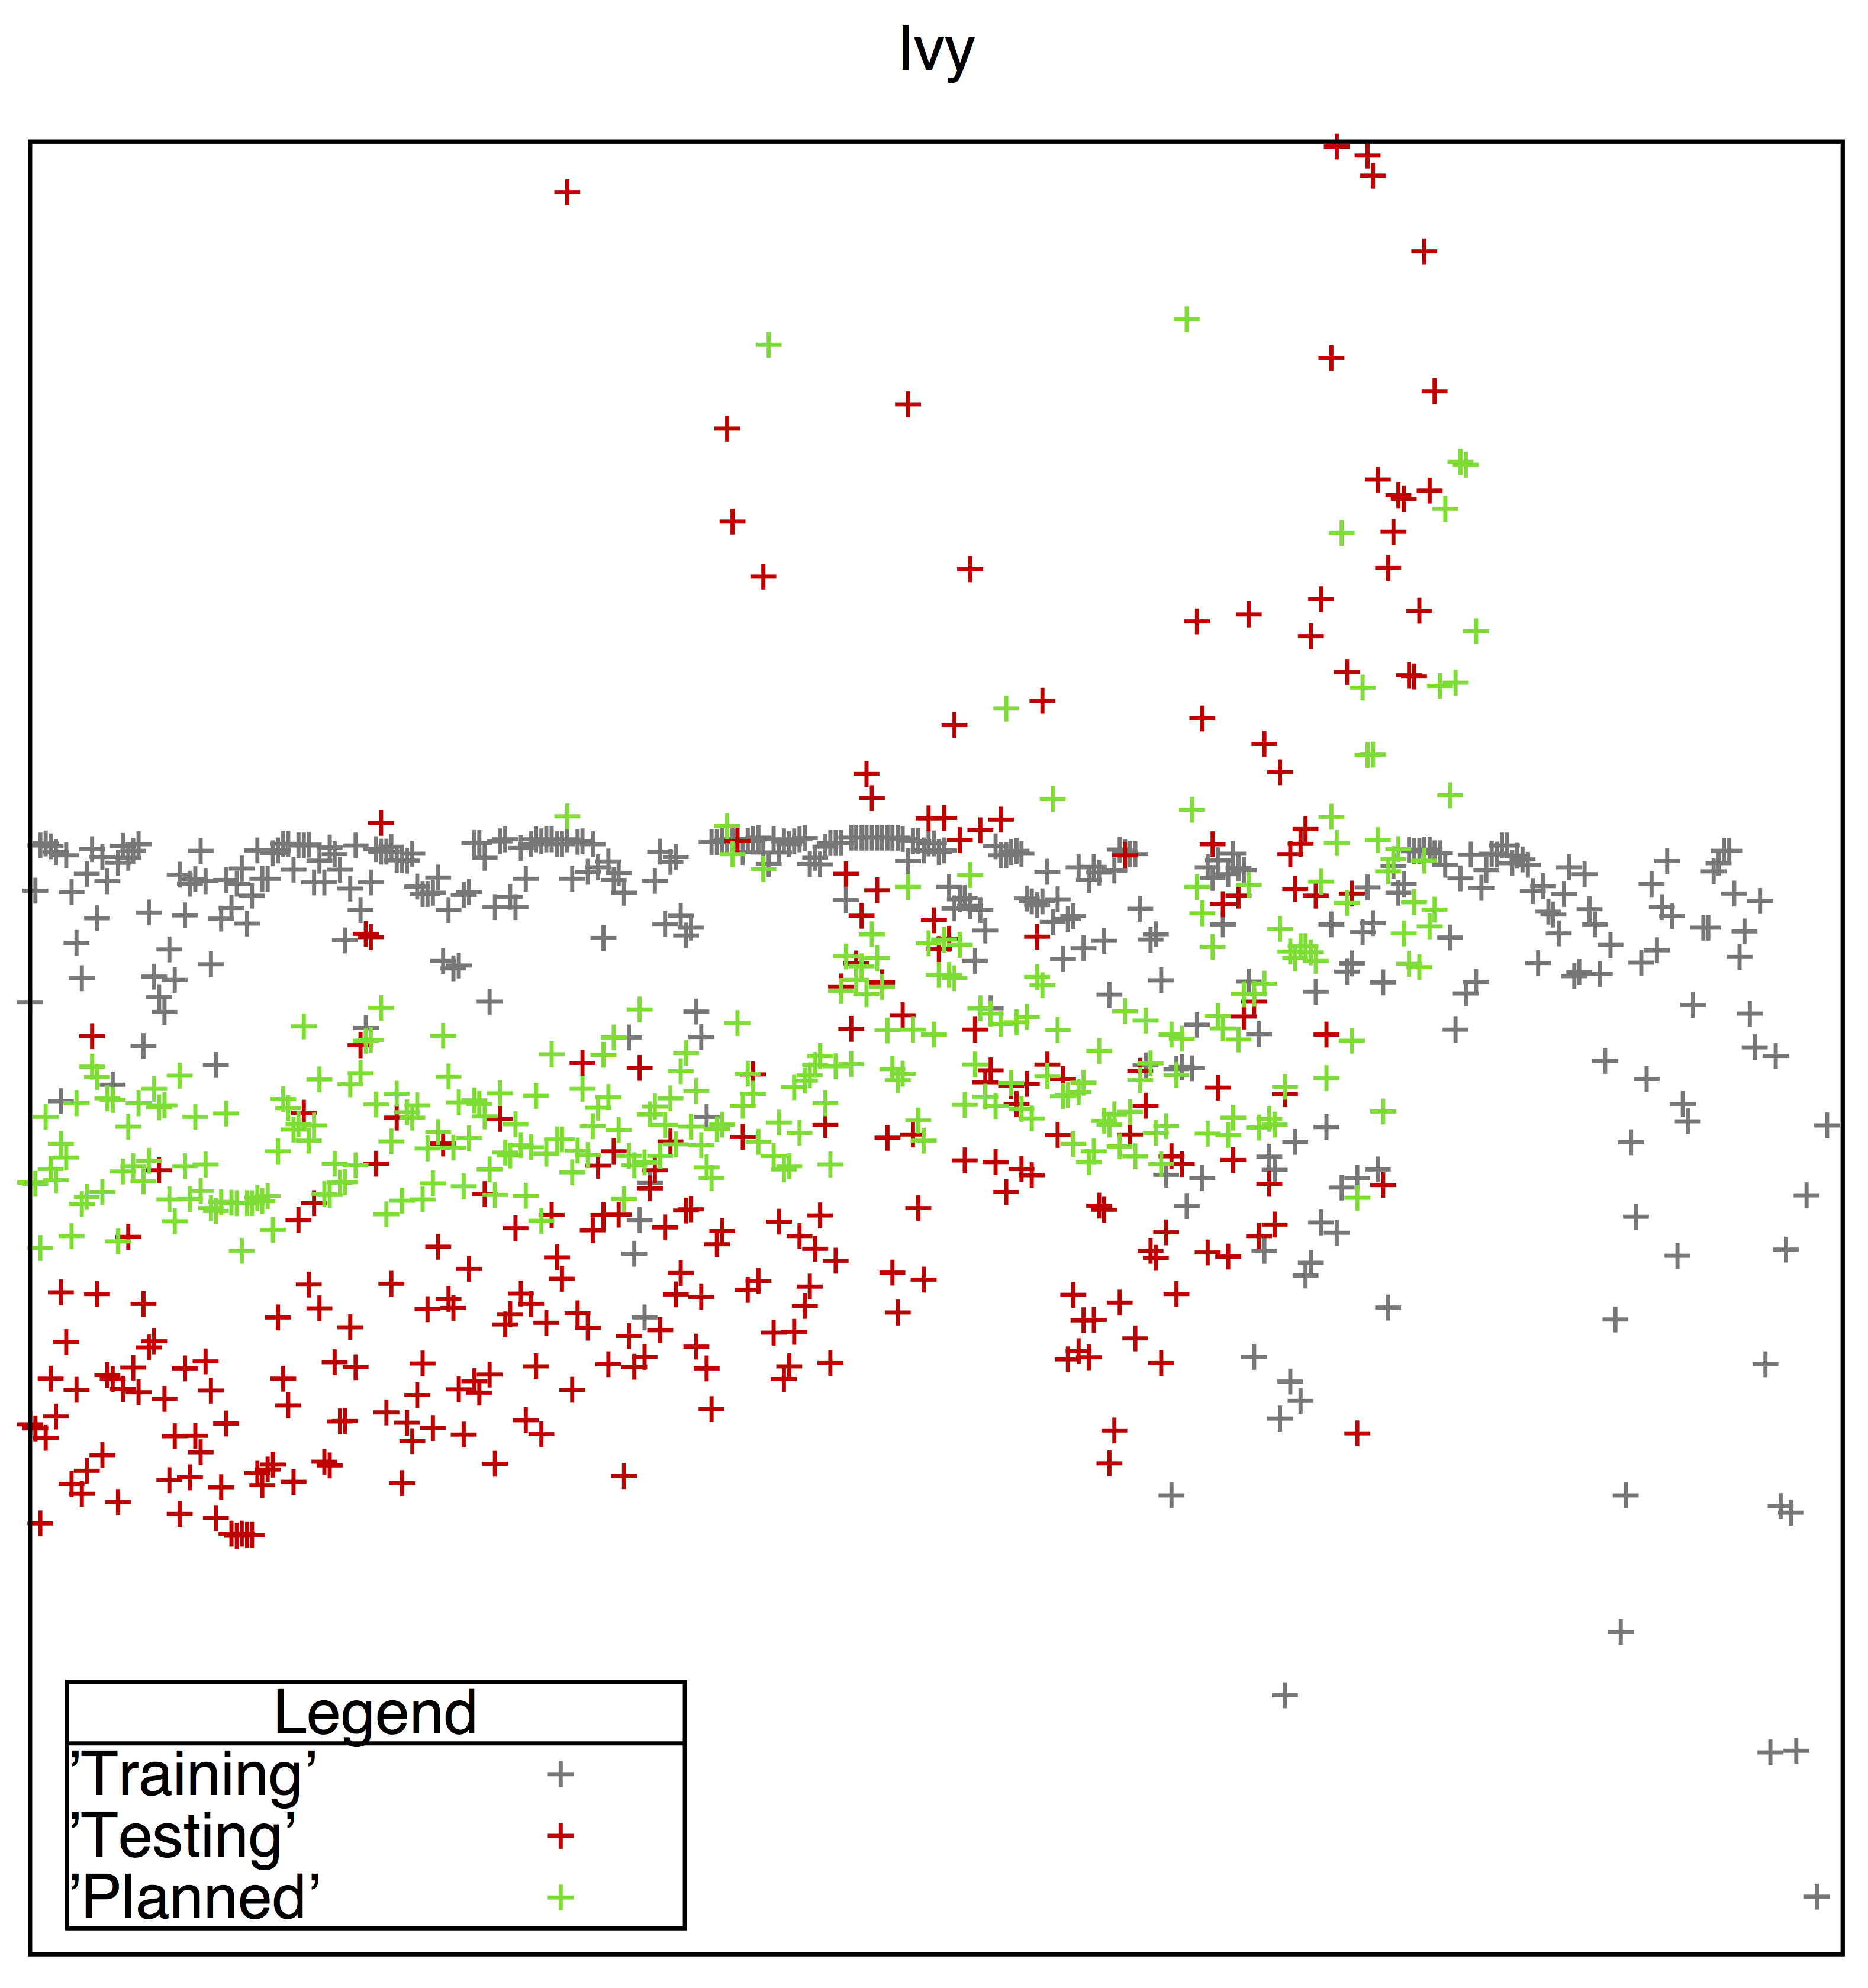 Ivy
Legend
’Training’
’Testing’
’Planned’